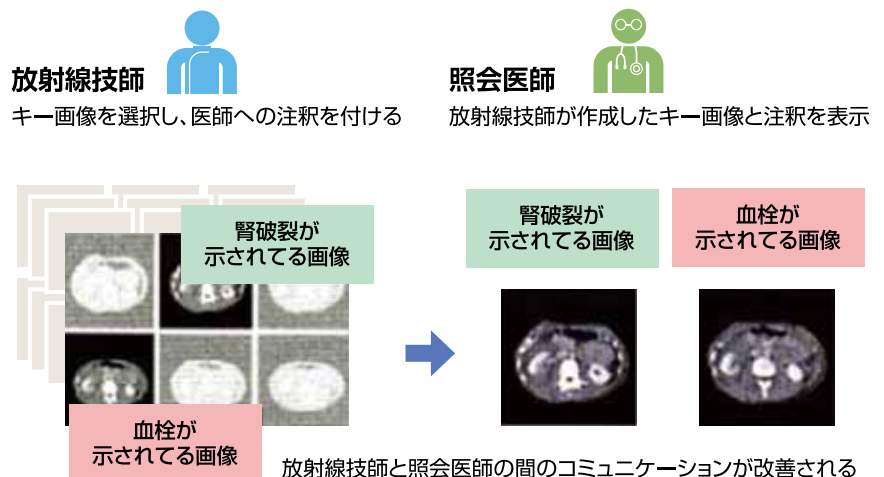 放射線技師
キー画像を選択し、医師への注釈を付ける
照会医師
放射線技師が作成したキー画像と注釈を表示
腎破裂が
示されてる画像
血栓が
示されてる画像
腎破裂が
示されてる画像
血栓が
示されてる画像
放射線技師と照会医師の間のコミュニケーションが改善される